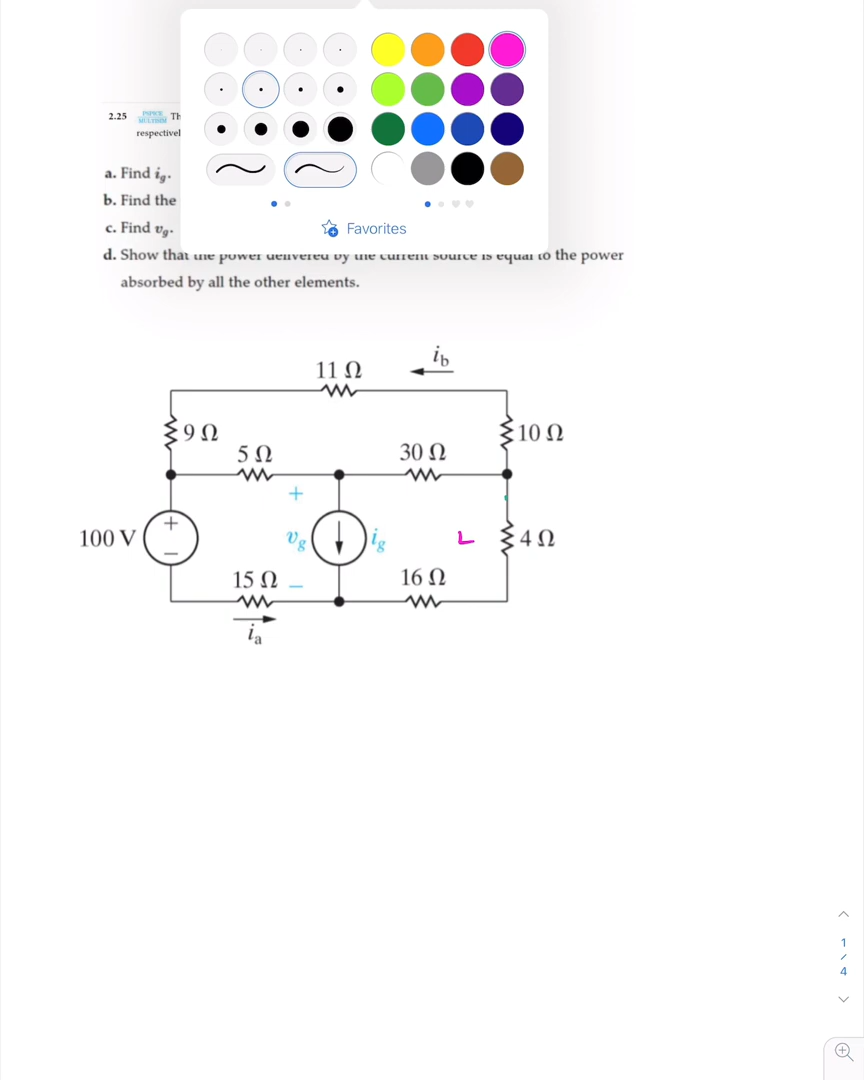 2.25 PSPICE Th
MULTISIM
respectivel
a. Find ig.
b. Find the
c. Find vg.
Favorites
d. Show that the power delivered by the current source is equal to the power
absorbed by all the other elements.
ib
11 Ω
9 Ω
10 Ω
5 Ω
30 Ω
+
+
100 V
vg
ig
4 Ω
15 Ω
−
16 Ω
ia
1
/
4